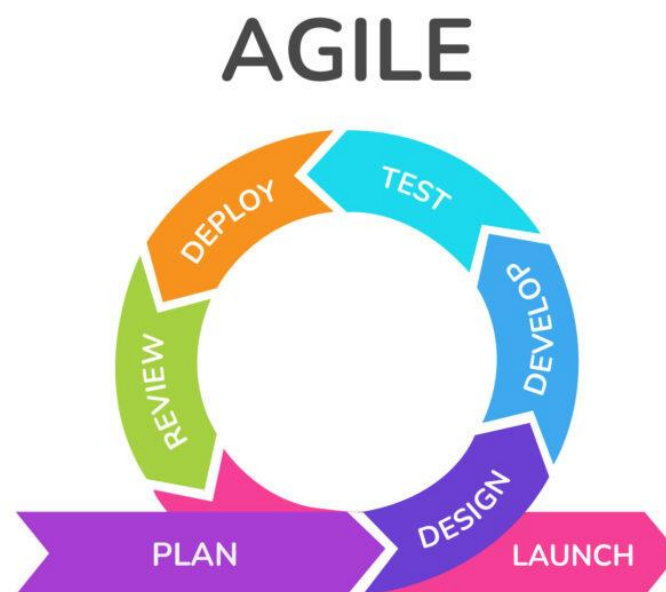 AGILE
PLAN
DESIGN
DEVELOP
TEST
DEPLOY
REVIEW
LAUNCH